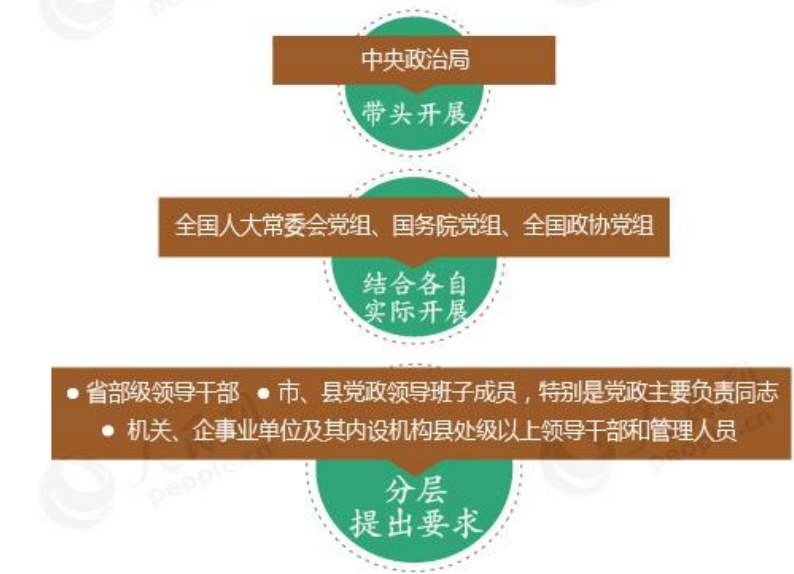 中央政治局
带头开展
全国人大常委会党组、国务院党组、全国政协党组
结合各自
实际开展
● 省部级领导干部 ● 市、县党政领导班子成员，特别是党政主要负责同志
● 机关、企事业单位及其内设机构县处级以上领导干部和管理人员
分层
提出要求
人民网
people.cn